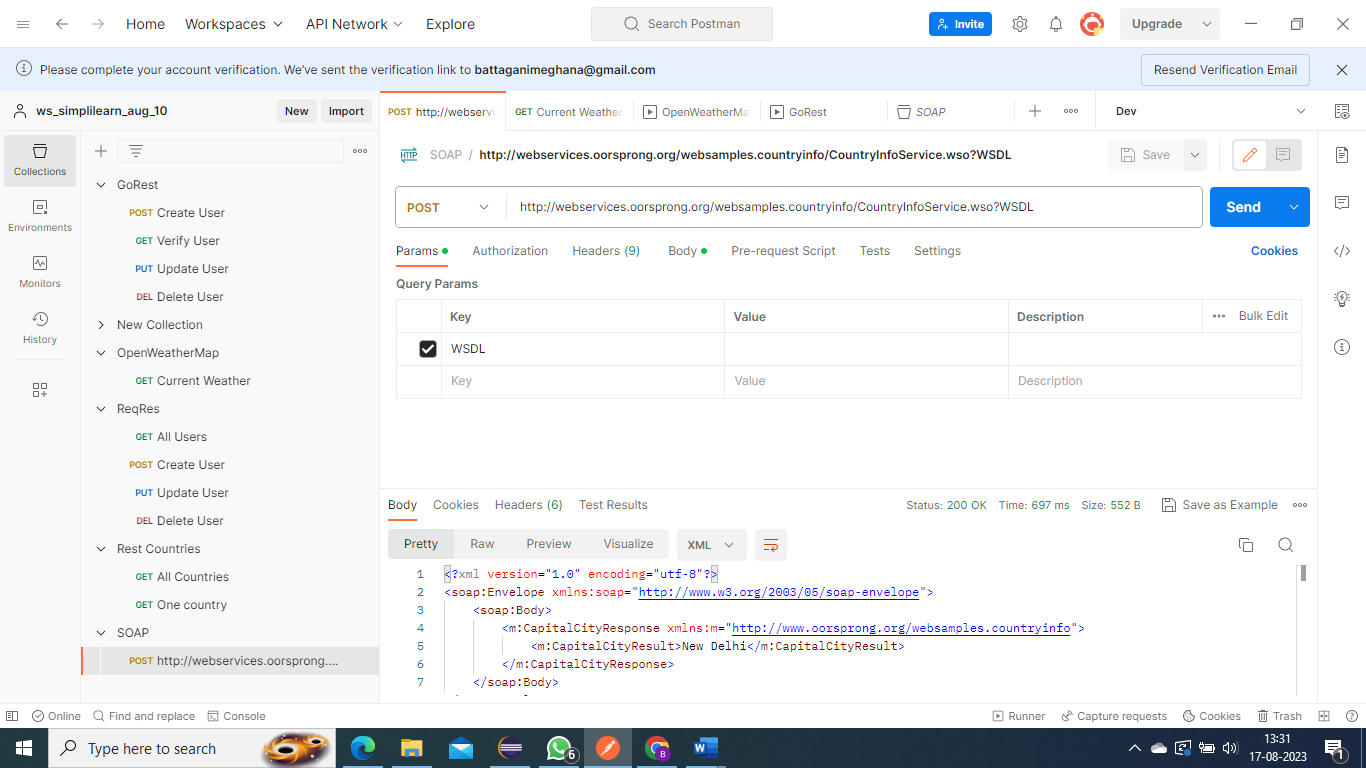 Home Workspaces API Network Explore Search Postman Invite Upgrade
Please complete your account verification. We've sent the verification link to battaganimeghana@gmail.com Resend Verification Email
ws_simplilearn_aug_10 New Import
POST http://webservi GET Current Weather OpenWeatherMa GoRest SOAP Dev
Collections
Environments
Monitors
History
GoRest
POST Create User
GET Verify User
PUT Update User
DEL Delete User
New Collection
OpenWeatherMap
GET Current Weather
ReqRes
GET All Users
POST Create User
PUT Update User
DEL Delete User
Rest Countries
GET All Countries
GET One country
SOAP
POST http://webservices.oorsprong....
HTTP SOAP / http://webservices.oorsprong.org/websamples.countryinfo/CountryInfoService.wso?WSDL Save
POST http://webservices.oorsprong.org/websamples.countryinfo/CountryInfoService.wso?WSDL Send
Params Authorization Headers (9) Body Pre-request Script Tests Settings Cookies
Query Params
Key Value Description Bulk Edit
WSDL
Key Value Description
Body Cookies Headers (6) Test Results Status: 200 OK Time: 697 ms Size: 552 B Save as Example
Pretty Raw Preview Visualize XML
1 <?xml version="1.0" encoding="utf-8"?>
2 <soap:Envelope xmlns:soap="http://www.w3.org/2003/05/soap-envelope">
3 <soap:Body>
4 <m:CapitalCityResponse xmlns:m="http://www.oorsprong.org/websamples.countryinfo">
5 <m:CapitalCityResult>New Delhi</m:CapitalCityResult>
6 </m:CapitalCityResponse>
7 </soap:Body>
Online Find and replace Console Runner Capture requests Cookies Trash
Type here to search 6 B 13:31
17-08-2023 1